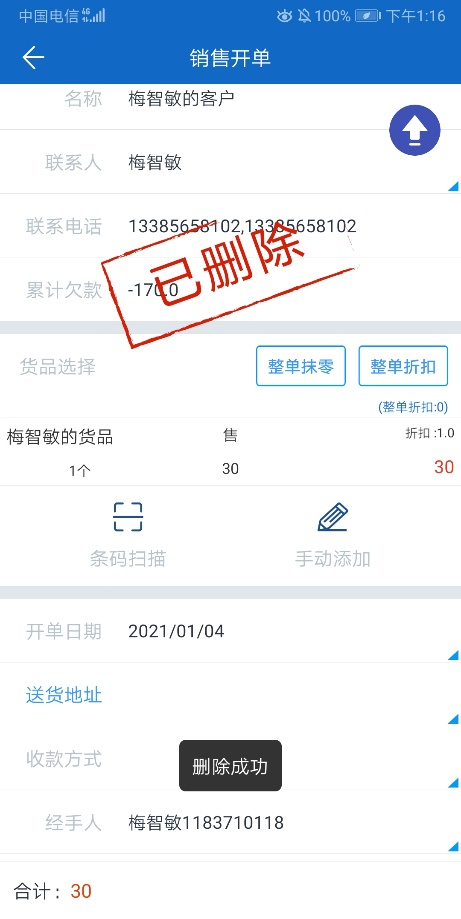 中国电信 4G 100% 下午1:16
销售开单
名称 梅智敏的客户
联系人 梅智敏
联系电话 13385658102,13385658102
累计欠款 -170.0
已删除
货品选择 整单抹零 整单折扣
(整单折扣:0)
梅智敏的货品 售 折扣 :1.0
1个 30 30
条码扫描 手动添加
开单日期 2021/01/04
送货地址
收款方式
删除成功
经手人 梅智敏1183710118
合计： 30